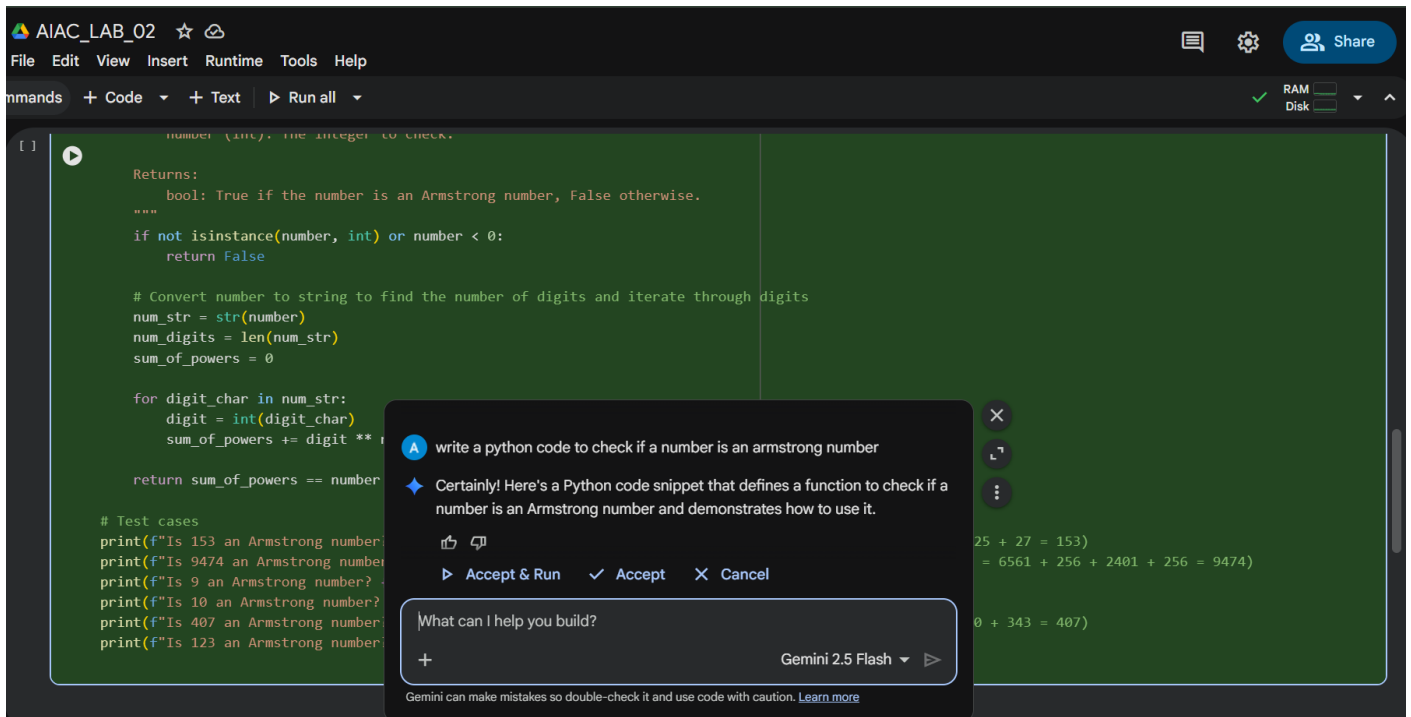 AIAC_LAB_02
File Edit View Insert Runtime Tools Help
Share
mmands + Code + Text Run all
RAM
Disk
[ ]
number (int): The integer to check.
Returns:
bool: True if the number is an Armstrong number, False otherwise.
"""
if not isinstance(number, int) or number < 0:
return False
# Convert number to string to find the number of digits and iterate through digits
num_str = str(number)
num_digits = len(num_str)
sum_of_powers = 0
for digit_char in num_str:
digit = int(digit_char)
sum_of_powers += digit **
return sum_of_powers == number
# Test cases
print(f"Is 153 an Armstrong number 25 + 27 = 153)
print(f"Is 9474 an Armstrong number = 6561 + 256 + 2401 + 256 = 9474)
print(f"Is 9 an Armstrong number?
print(f"Is 10 an Armstrong number?
print(f"Is 407 an Armstrong number 0 + 343 = 407)
print(f"Is 123 an Armstrong number
A write a python code to check if a number is an armstrong number
Certainly! Here's a Python code snippet that defines a function to check if a
number is an Armstrong number and demonstrates how to use it.
Accept & Run Accept Cancel
What can I help you build?
+ Gemini 2.5 Flash
Gemini can make mistakes so double-check it and use code with caution. Learn more